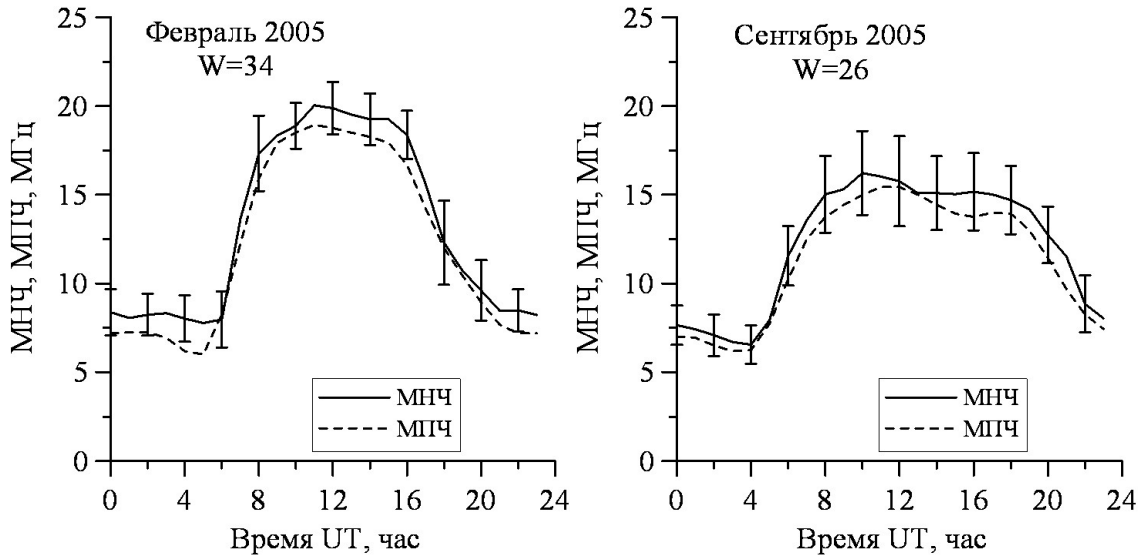 Февраль 2005
W=34
МНЧ, МПЧ, МГц
25
20
15
10
5
0
МНЧ
МПЧ
0 4 8 12 16 20 24
Время UT, час
Сентябрь 2005
W=26
МНЧ, МПЧ, МГц
25
20
15
10
5
0
МНЧ
МПЧ
0 4 8 12 16 20 24
Время UT, час